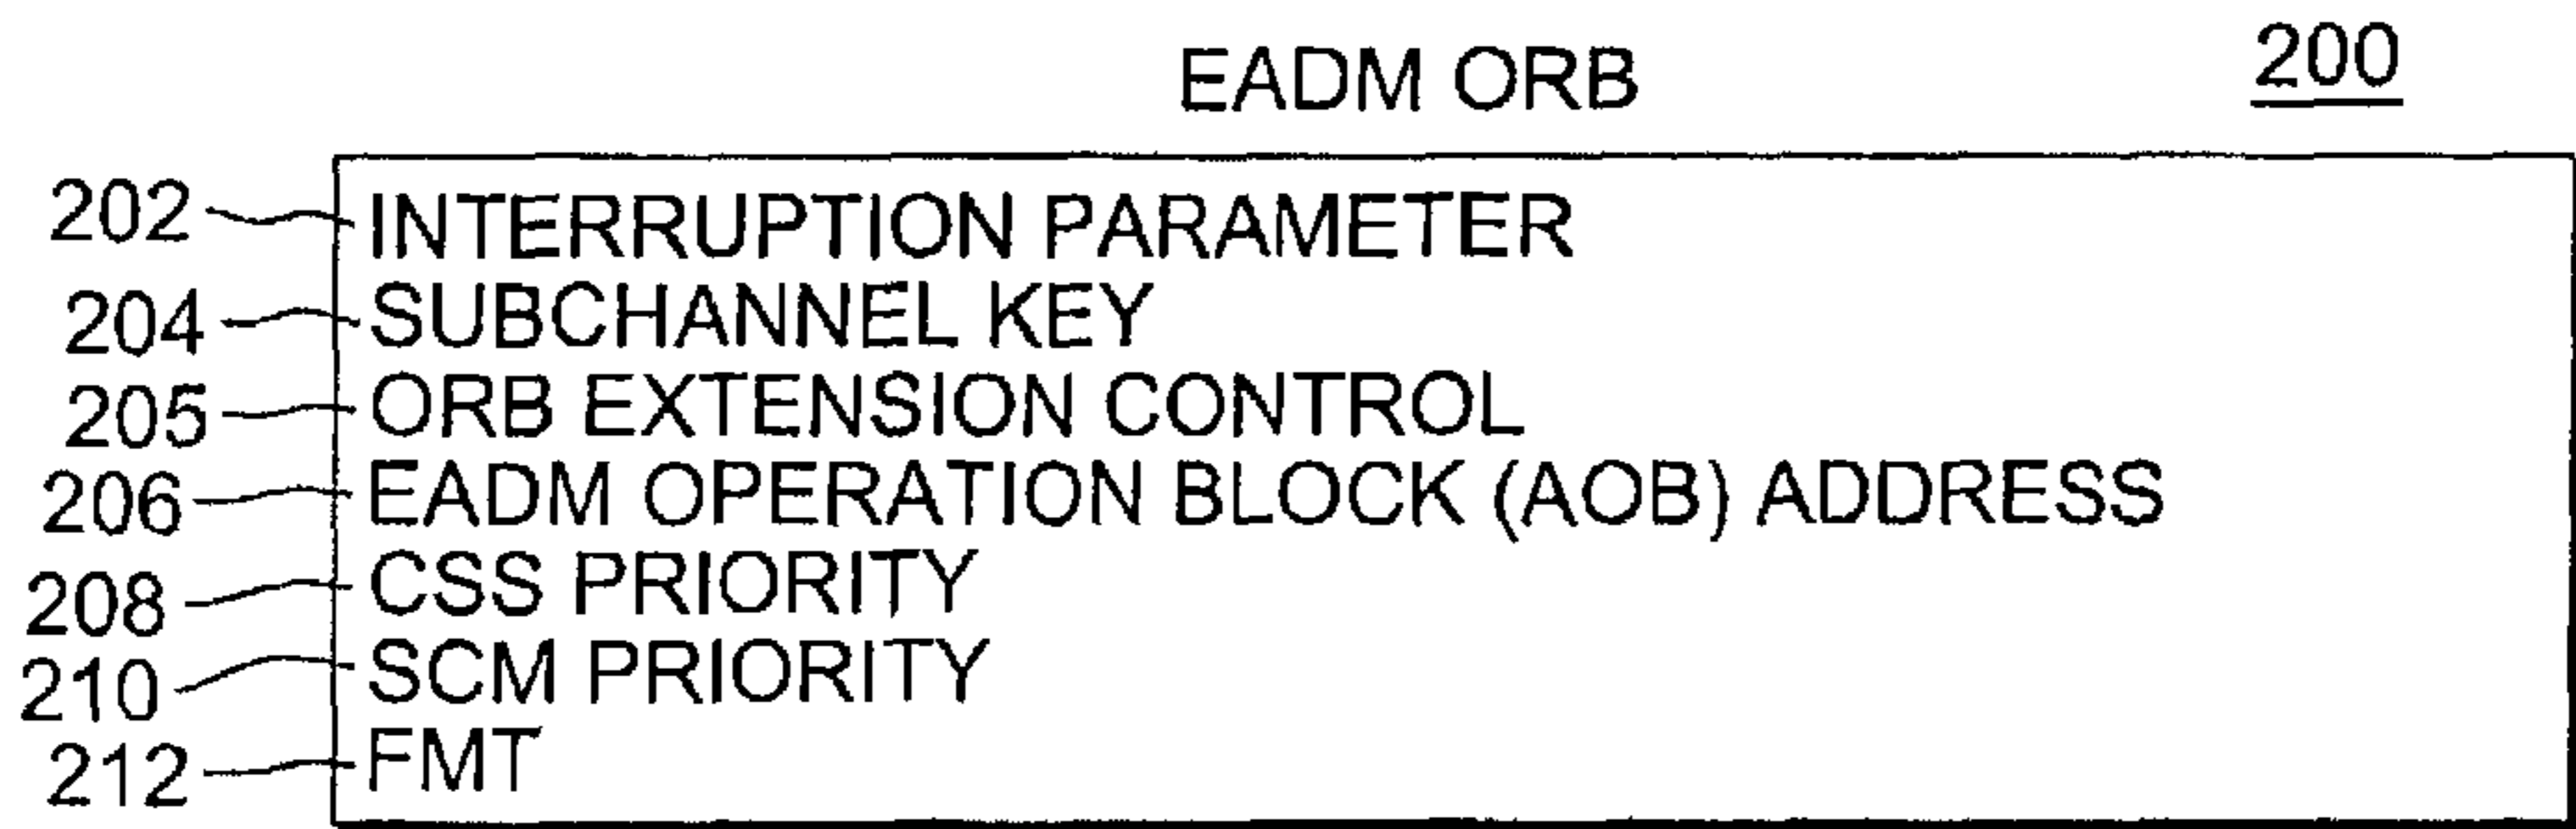 EADM ORB 200
202 INTERRUPTION PARAMETER
204 SUBCHANNEL KEY
205 ORB EXTENSION CONTROL
206 EADM OPERATION BLOCK (AOB) ADDRESS
208 CSS PRIORITY
210 SCM PRIORITY
212 FMT